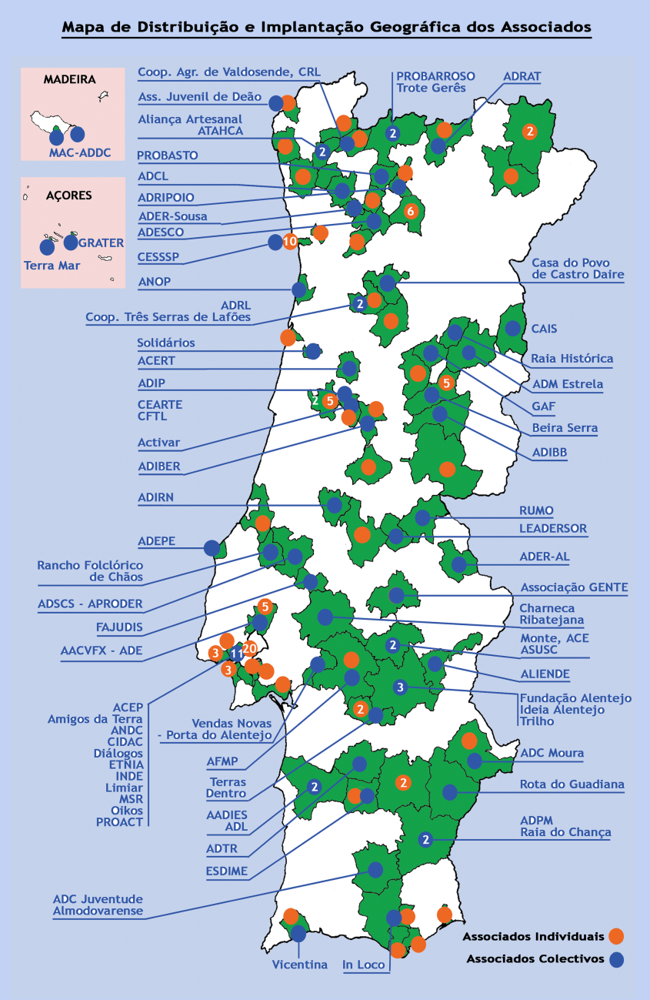 Mapa de Distribuição e Implantação Geográfica dos Associados
MADEIRA
MAC-ADDC
AÇORES
GRATER
Terra Mar
Coop. Agr. de Valdosende, CRL
Ass. Juvenil de Deão
Aliança Artesanal
ATAHCA
PROBASTO
ADCL
ADRIPOIO
ADER-Sousa
ADESCO
CESSSP
ANOP
ADRL
Coop. Três Serras de Lafões
Solidários
ACERT
ADIP
CEARTE
CFTL
Activar
ADIBER
ADIRN
ADEPE
Rancho Folclórico
de Chãos
ADSCS - APRODER
FAJUDIS
AACVFX - ADE
ACEP
Amigos da Terra
ANDC
CIDAC
Diálogos
ETNIA
INDE
Limiar
MSR
Oikos
PROACT
Vendas Novas
- Porta do Alentejo
AFMP
Terras
Dentro
AADIES
ADL
ADTR
ESDIME
ADC Juventude
Almodovarense
Vicentina
In Loco
PROBARROSO
Trote Gerês
ADRAT
Casa do Povo
de Castro Daire
CAIS
Raia Histórica
ADM Estrela
GAF
Beira Serra
ADIBB
RUMO
LEADERSOR
ADER-AL
Associação GENTE
Charneca
Ribatejana
Monte, ACE
ASUSC
ALIENDE
Fundação Alentejo
Ideia Alentejo
Trilho
ADC Moura
Rota do Guadiana
ADPM
Raia do Chança
2
2
2
6
10
2
5
2
5
5
3
11
20
3
2
3
2
2
2
2
Associados Individuais
Associados Colectivos